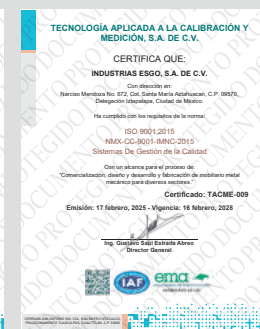 TECNOLOGÍA APLICADA A LA CALIBRACIÓN Y
MEDICIÓN, S.A. DE C.V.
CERTIFICA QUE:
INDUSTRIAS ESGO, S.A. DE C.V.
Con dirección en:
Narciso Mendoza No. 672, Col. Santa María Aztahuacan, C.P. 09570,
Delegación Iztapalapa, Ciudad de México.
Ha cumplido con los requisitos de la norma:
ISO 9001:2015
NMX-CC-9001-IMNC-2015
Sistemas De Gestión de la Calidad
Con un alcance para el proceso de:
"Comercialización, diseño y desarrollo y fabricación de mobiliario metal
mecánico para diversos sectores."
Certificado: TACME-009
Emisión: 17 febrero, 2025 - Vigencia: 16 febrero, 2028
Ing. Gustavo Saúl Estrada Abreo
Director General
IAF
ema